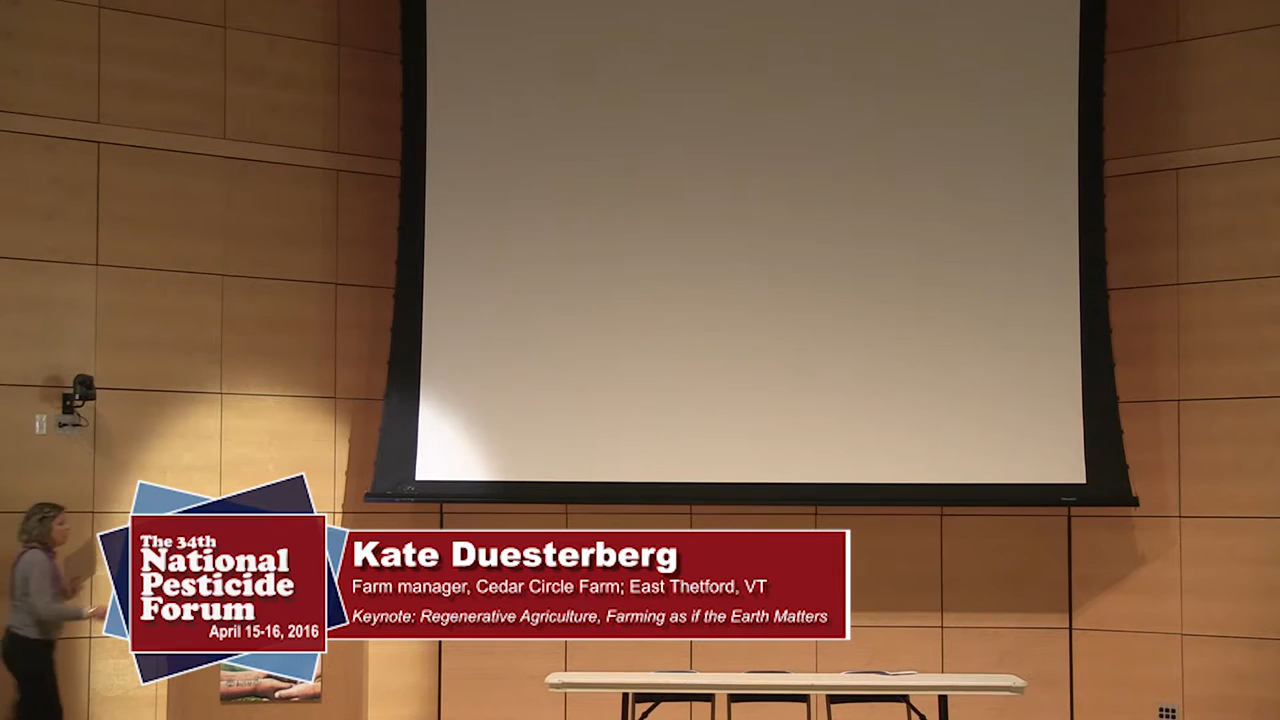 The 34th
National
Pesticide
Forum
April 15-16, 2016
Kate Duesterberg
Farm manager, Cedar Circle Farm; East Thetford, VT
Keynote: Regenerative Agriculture, Farming as if the Earth Matters